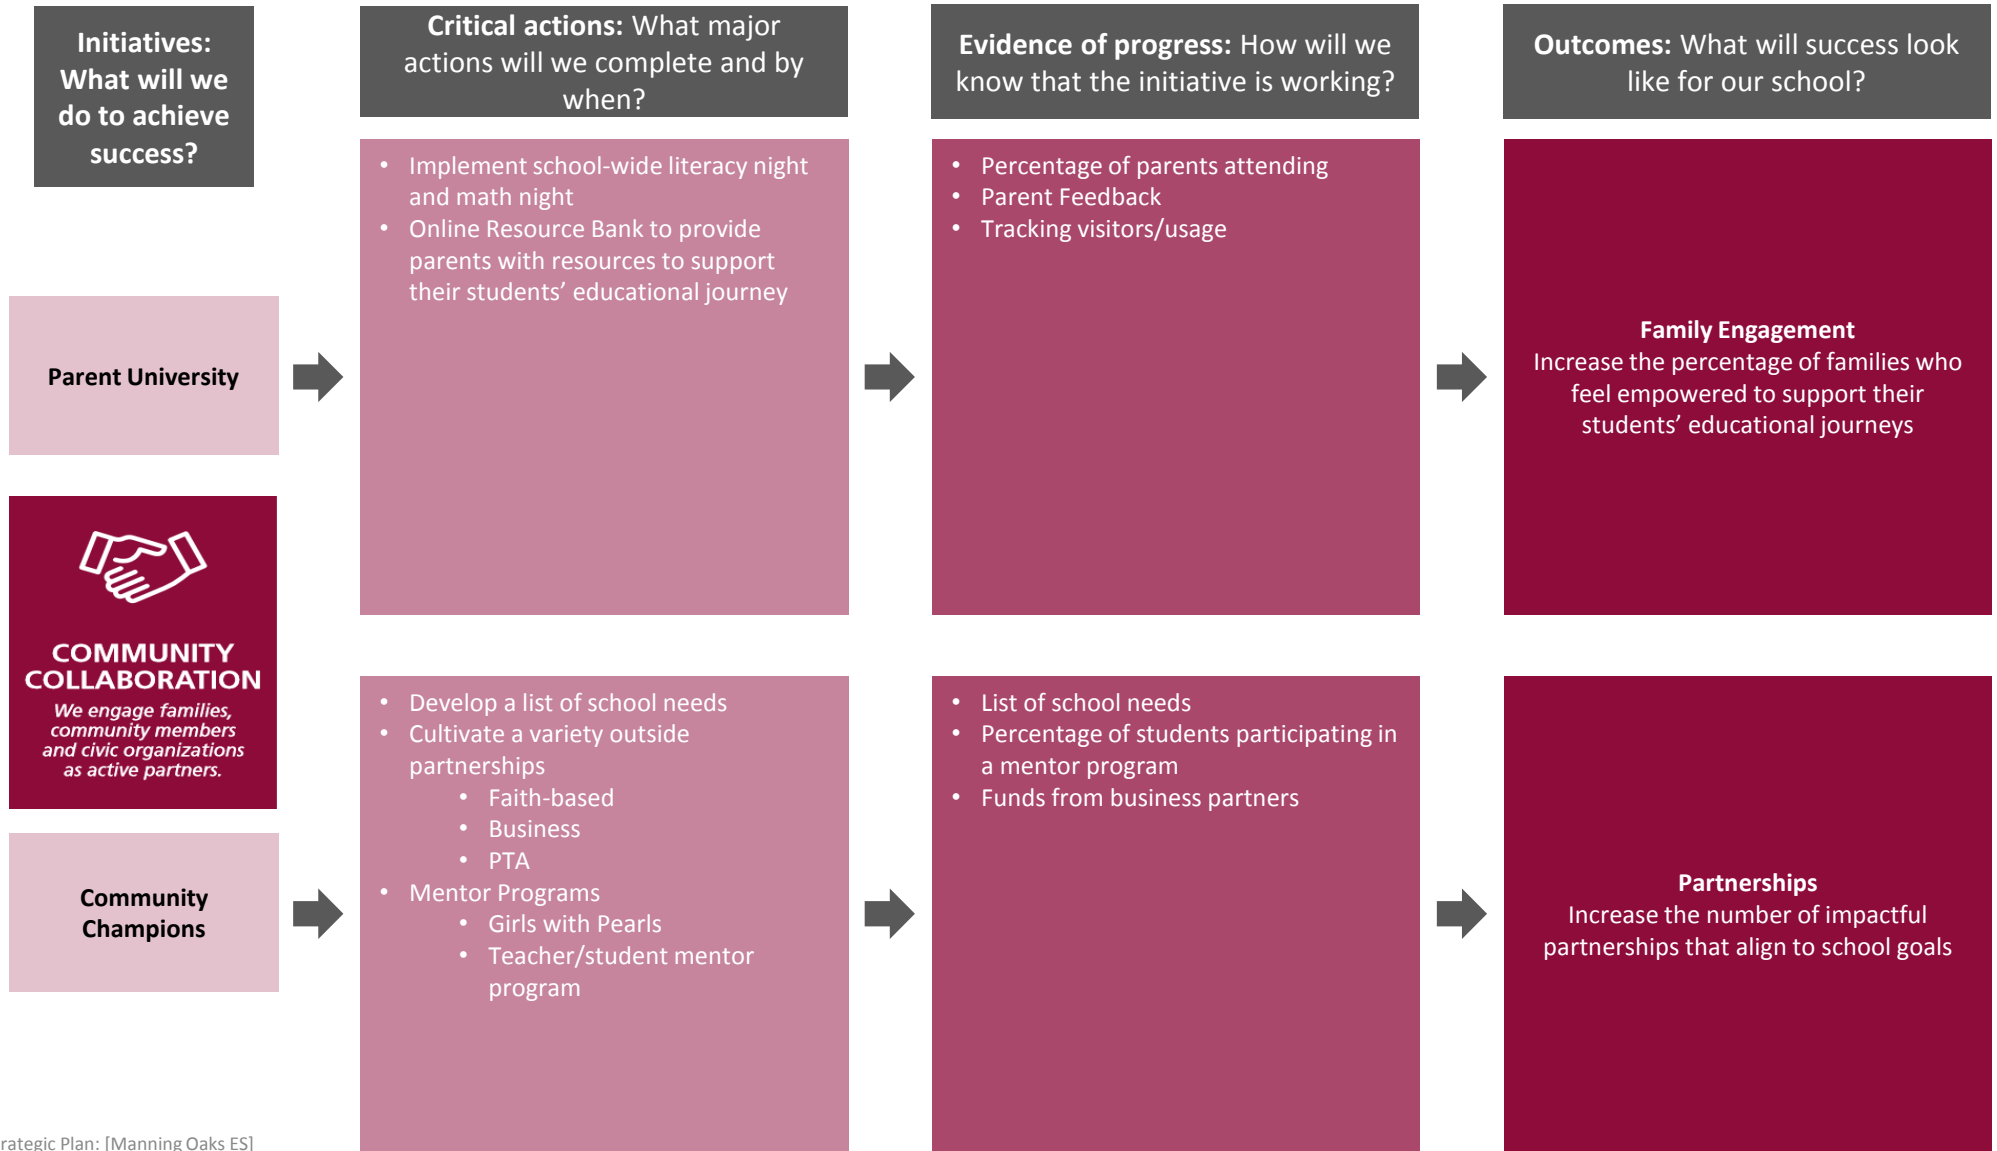 Initiatives:
What will we
do to achieve
success?
Critical actions: What major
actions will we complete and by
when?
Evidence of progress: How will we
know that the initiative is working?
Outcomes: What will success look
like for our school?
Parent University
• Implement school-wide literacy night
and math night
• Online Resource Bank to provide
parents with resources to support
their students’ educational journey
• Percentage of parents attending
• Parent Feedback
• Tracking visitors/usage
Family Engagement
Increase the percentage of families who
feel empowered to support their
students’ educational journeys
COMMUNITY
COLLABORATION
We engage families,
community members
and civic organizations
as active partners.
Community
Champions
• Develop a list of school needs
• Cultivate a variety outside
partnerships
• Faith-based
• Business
• PTA
• Mentor Programs
• Girls with Pearls
• Teacher/student mentor
program
• List of school needs
• Percentage of students participating in
a mentor program
• Funds from business partners
Partnerships
Increase the number of impactful
partnerships that align to school goals
rategic Plan: [Manning Oaks ES]